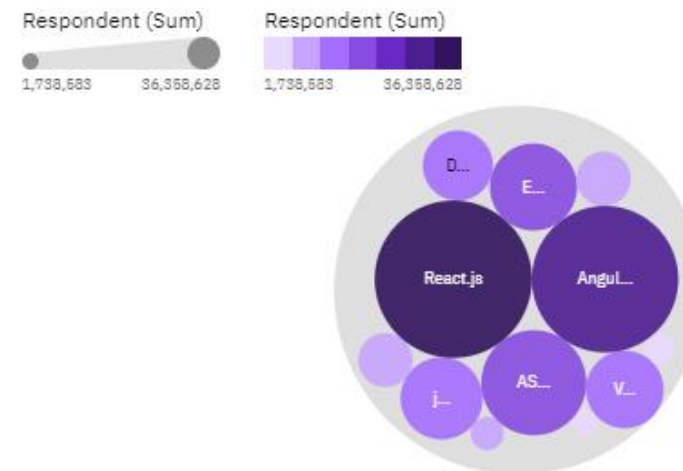 Respondent (Sum)
1,738,583 36,358,628
Respondent (Sum)
1,738,583 36,358,628
D...
E...
React.js
Angul...
AS...
j...
V...